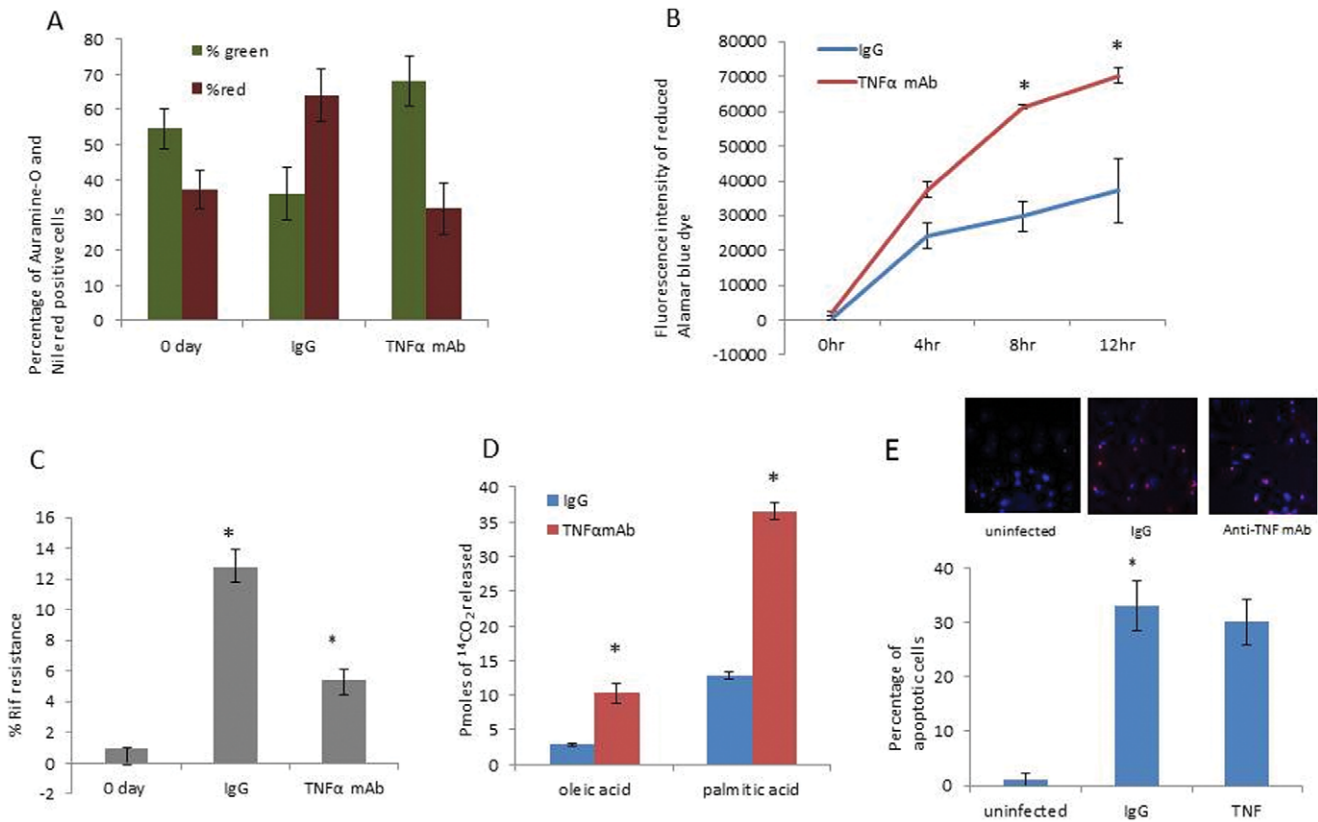 A
80
70
60
50
40
30
20
10
0
% green
%red
Percentage of Auramine-O and
Nilered positive cells
0 day
IgG
TNFα mAb
B
80000
70000
60000
50000
40000
30000
20000
10000
0
-10000
IgG
TNFα mAb
*
*
Fluorescence intensity of reduced
Alamar blue dye
0hr
4hr
8hr
12hr
C
16
14
12
10
8
6
4
2
0
-2
*
*
% Rif resistance
0 day
IgG
TNFα mAb
D
40
35
30
25
20
15
10
5
0
IgG
TNFαmAb
*
*
Pmoles of ¹⁴CO₂ released
oleic acid
palmitic acid
E
uninfected
IgG
Anti-TNF mAb
40
30
20
10
0
*
Percentage of
apoptotic cells
uninfected
IgG
TNF